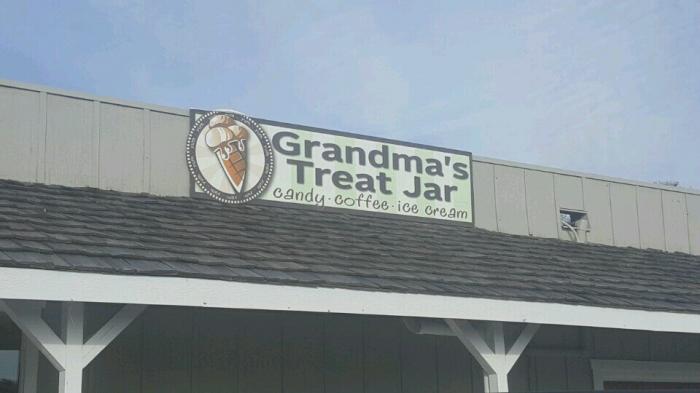 Grandma's
Treat Jar
candy · coffee · ice cream